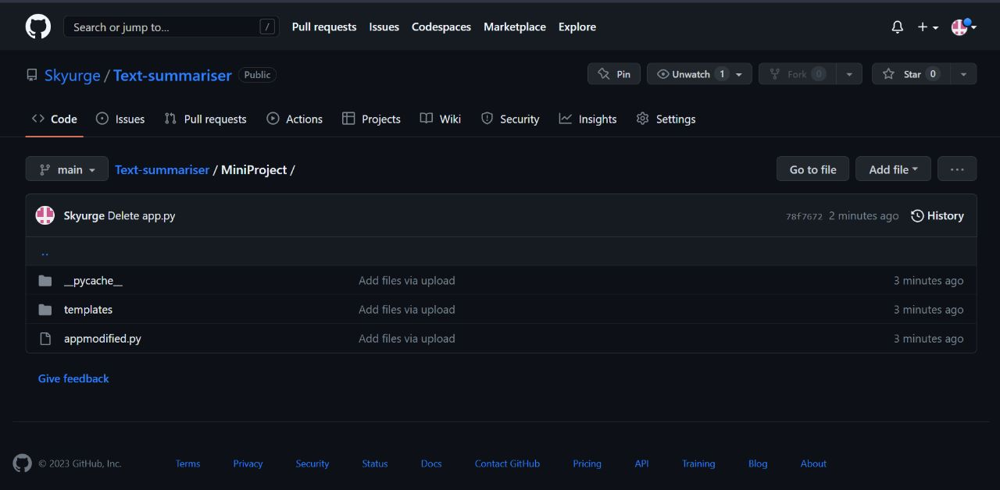 Search or jump to... / Pull requests Issues Codespaces Marketplace Explore
Skyurge / Text-summariser Public Pin Unwatch 1 Fork 0 Star 0
Code Issues Pull requests Actions Projects Wiki Security Insights Settings
main Text-summariser / MiniProject / Go to file Add file ...
Skyurge Delete app.py 78f7672 2 minutes ago History
..
__pycache__ Add files via upload 3 minutes ago
templates Add files via upload 3 minutes ago
appmodified.py Add files via upload 3 minutes ago
Give feedback
© 2023 GitHub, Inc. Terms Privacy Security Status Docs Contact GitHub Pricing API Training Blog About